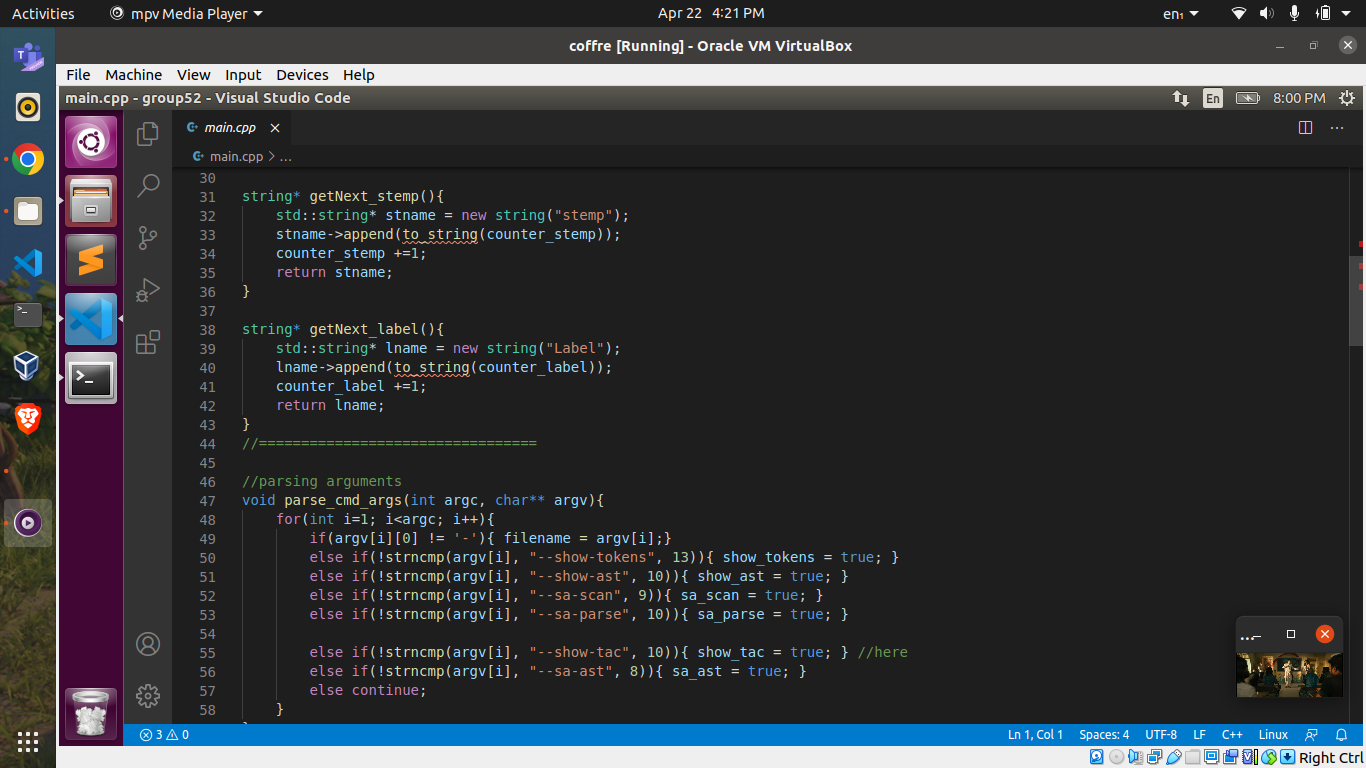 Activities
mpv Media Player
Apr 22 4:21 PM
en₁
coffre [Running] - Oracle VM VirtualBox
File Machine View Input Devices Help
main.cpp - group52 - Visual Studio Code
En
8:00 PM
main.cpp
main.cpp > ...
30
31 string* getNext_stemp(){
32 std::string* stname = new string("stemp");
33 stname->append(to_string(counter_stemp));
34 counter_stemp +=1;
35 return stname;
36 }
37
38 string* getNext_label(){
39 std::string* lname = new string("Label");
40 lname->append(to_string(counter_label));
41 counter_label +=1;
42 return lname;
43 }
44 //=================================
45
46 //parsing arguments
47 void parse_cmd_args(int argc, char** argv){
48 for(int i=1; i<argc; i++){
49 if(argv[i][0] != '-'){ filename = argv[i];}
50 else if(!strncmp(argv[i], "--show-tokens", 13)){ show_tokens = true; }
51 else if(!strncmp(argv[i], "--show-ast", 10)){ show_ast = true; }
52 else if(!strncmp(argv[i], "--sa-scan", 9)){ sa_scan = true; }
53 else if(!strncmp(argv[i], "--sa-parse", 10)){ sa_parse = true; }
54
55 else if(!strncmp(argv[i], "--show-tac", 10)){ show_tac = true; } //here
56 else if(!strncmp(argv[i], "--sa-ast", 8)){ sa_ast = true; }
57 else continue;
58 }
3 0
Ln 1, Col 1
Spaces: 4
UTF-8
LF
C++
Linux
Right Ctrl